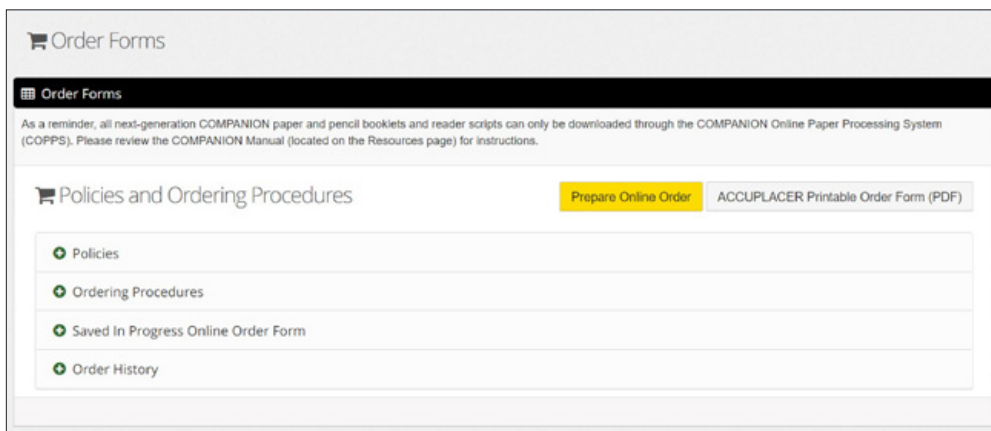 Order Forms
Order Forms
As a reminder, all next-generation COMPANION paper and pencil booklets and reader scripts can only be downloaded through the COMPANION Online Paper Processing System
(COPPS). Please review the COMPANION Manual (located on the Resources page) for instructions.
Policies and Ordering Procedures
Prepare Online Order
ACCUPLACER Printable Order Form (PDF)
Policies
Ordering Procedures
Saved In Progress Online Order Form
Order History